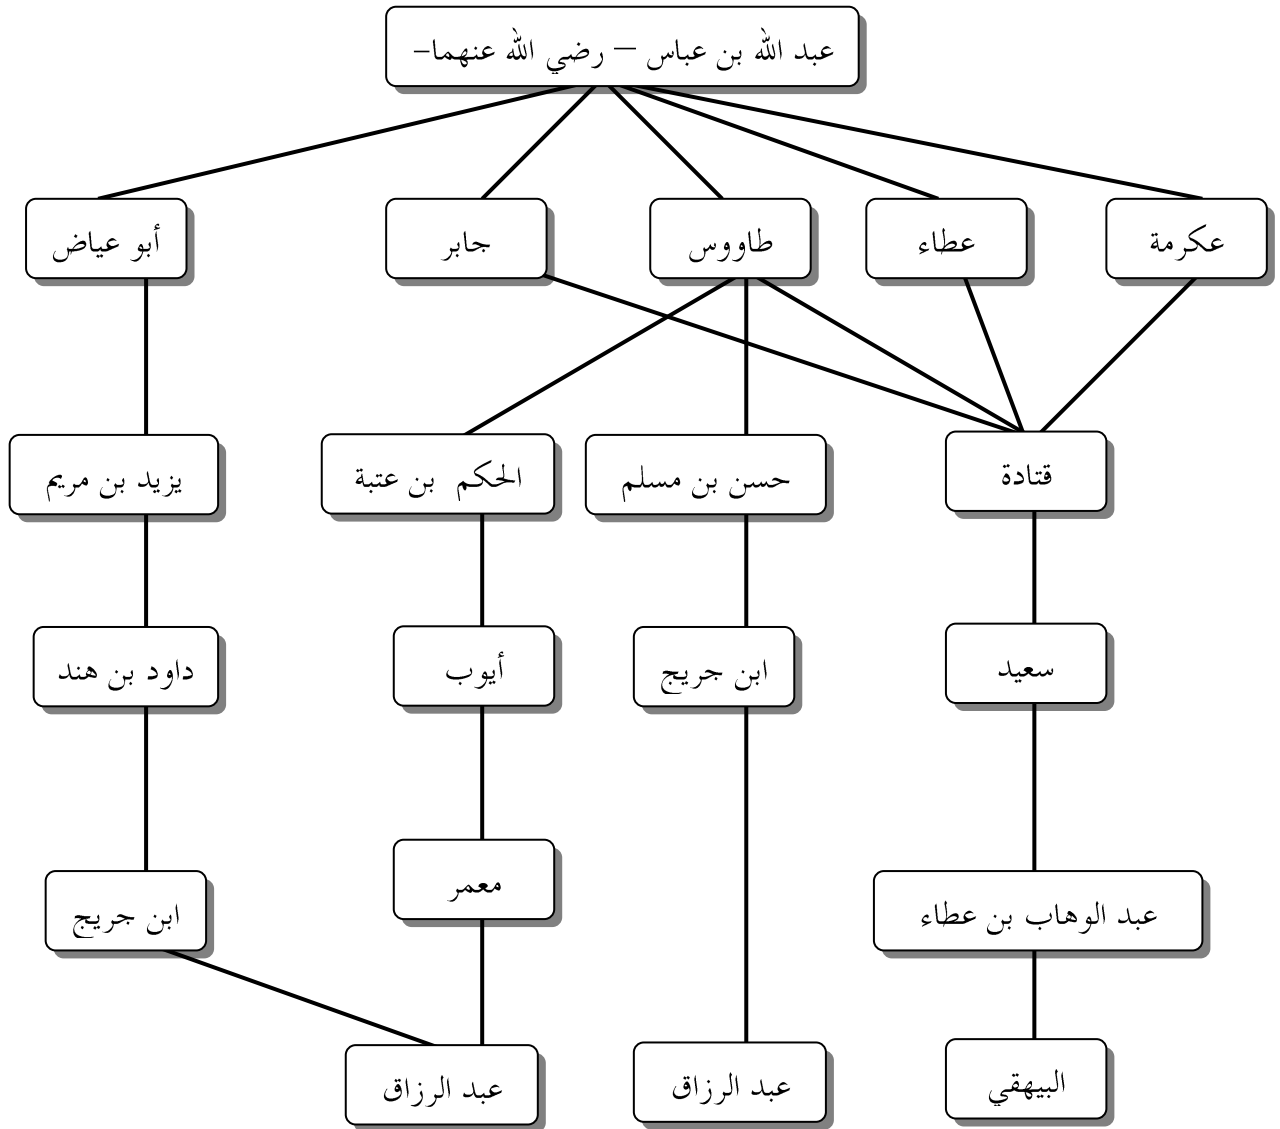 عبد الله بن عباس – رضي الله عنهما–
عكرمة
عطاء
طاووس
جابر
أبو عياض
قتادة
حسن بن مسلم
الحكم بن عتبة
يزيد بن مريم
سعيد
ابن جريج
أيوب
داود بن هند
معمر
عبد الوهاب بن عطاء
ابن جريج
البيهقي
عبد الرزاق
عبد الرزاق